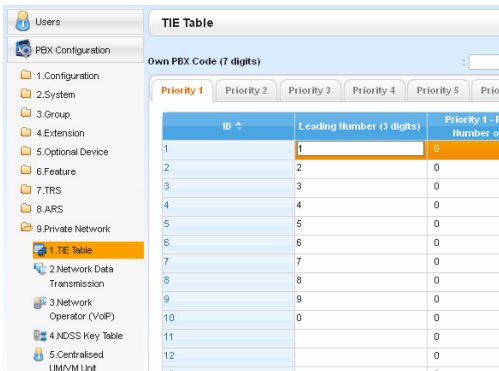 Users
PBX Configuration
1.Configuration
2.System
3.Group
4.Extension
5.Optional Device
6.Feature
7.TRS
8.ARS
9.Private Network
1.TIE Table
2.Network Data
Transmission
3.Network
Operator (VoIP)
4.NDSS Key Table
5.Centralised
UM/VM Unit
TIE Table
Own PBX Code (7 digits) :
Priority 1 Priority 2 Priority 3 Priority 4 Priority 5 Prio
ID Leading Number (3 digits) Priority 1 -
Number
1 1 0
2 2 0
3 3 0
4 4 0
5 5 0
6 6 0
7 7 0
8 8 0
9 9 0
10 0 0
11 0
12 0